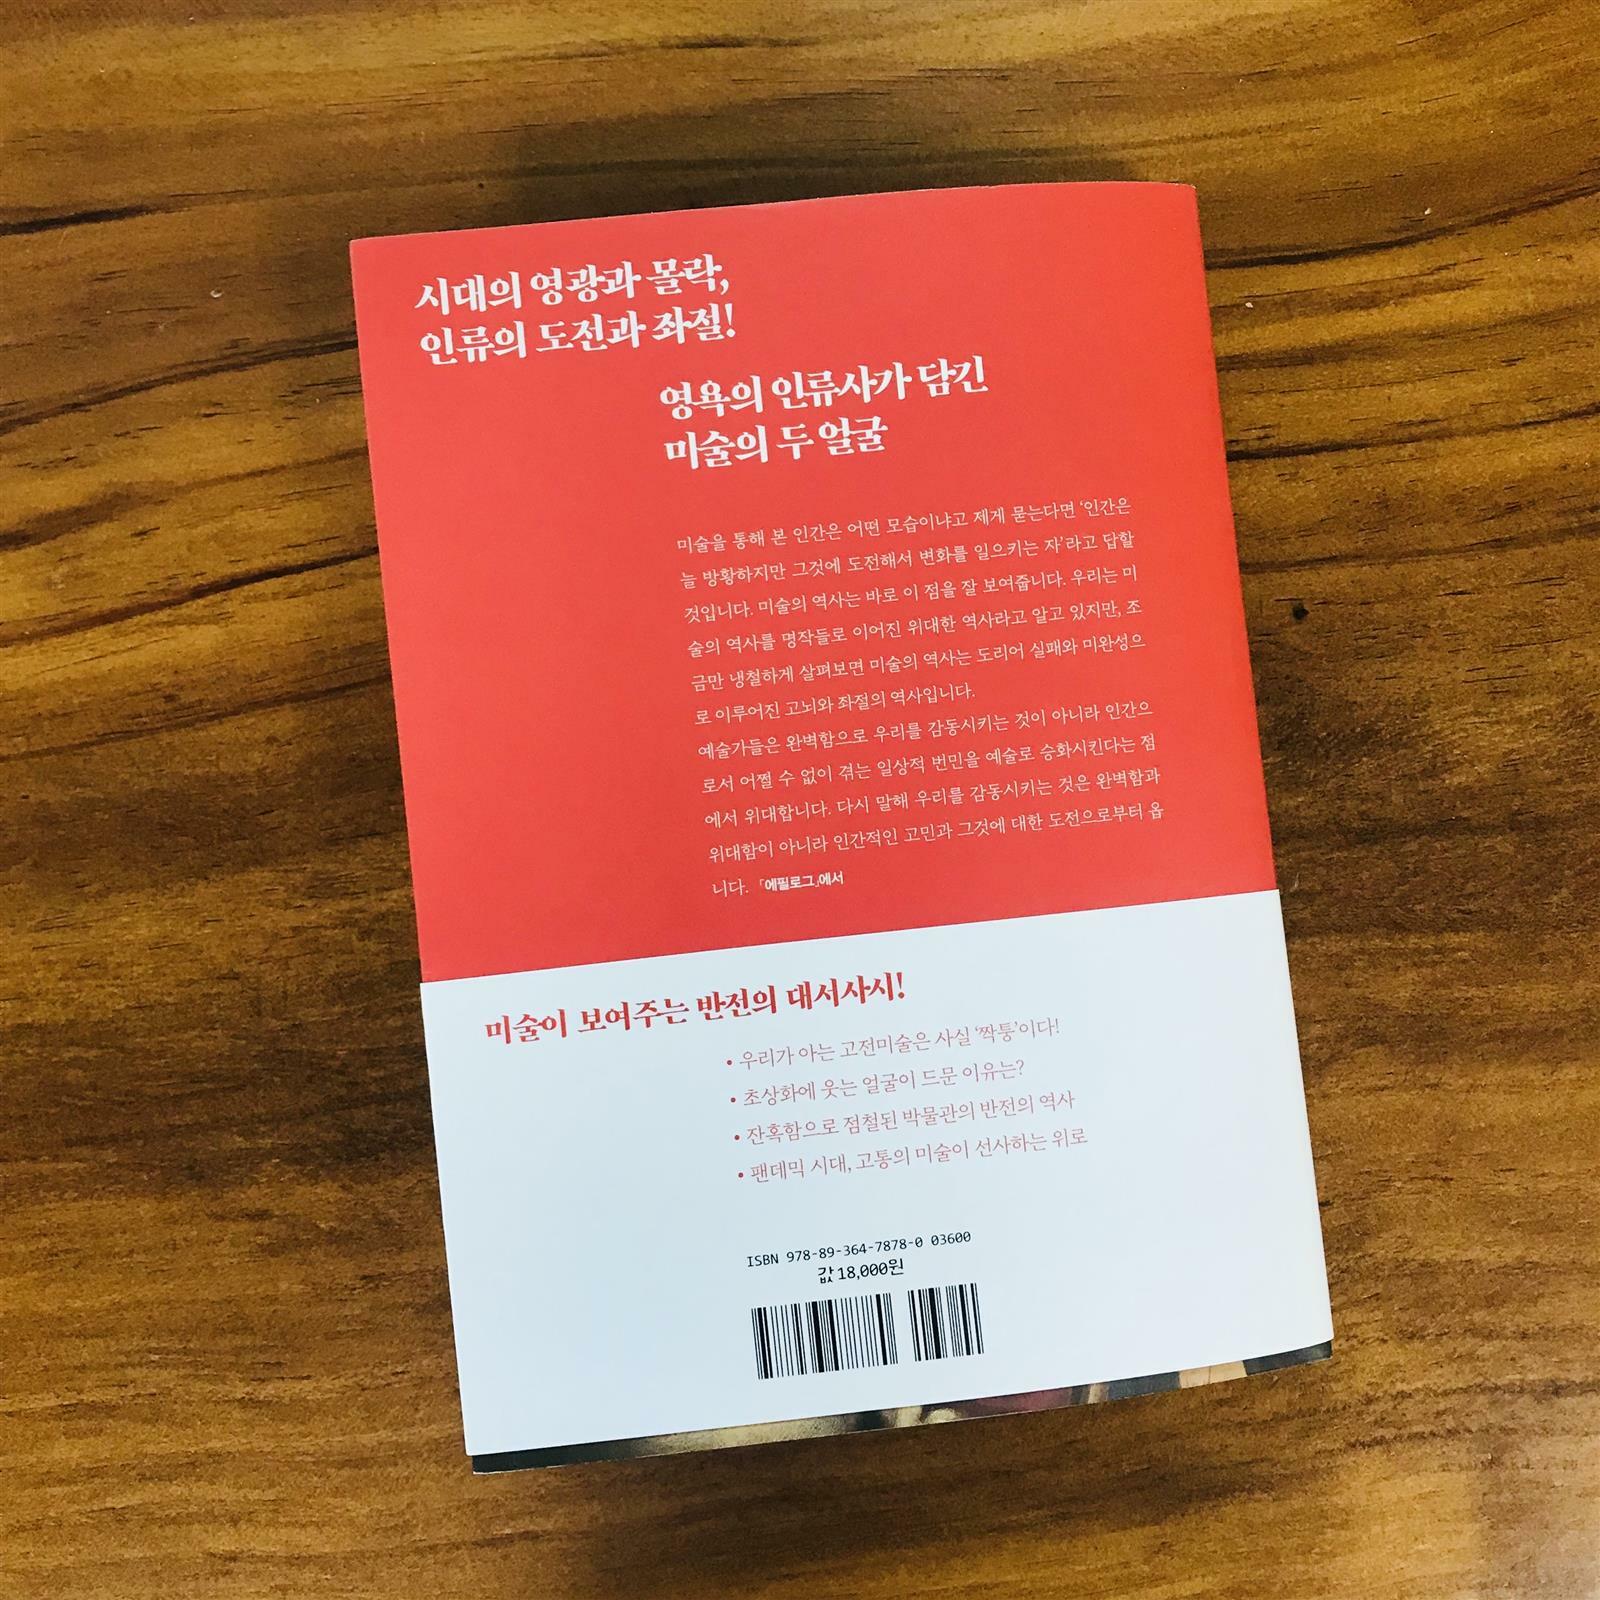 시대의 영광과 몰락,
인류의 도전과 좌절!
영욕의 인류사가 담긴
미술의 두 얼굴
미술을 통해 본 인간은 어떤 모습이냐고 제게 묻는다면 ‘인간은
늘 방황하지만 그것에 도전해서 변화를 일으키는 자’라고 답할
것입니다. 미술의 역사는 바로 이 점을 잘 보여줍니다. 우리는 미
술의 역사를 명작들로 이어진 위대한 역사라고 알고 있지만, 조
금만 냉철하게 살펴보면 미술의 역사는 도리어 실패와 미완성으
로 이루어진 고뇌와 좌절의 역사입니다.
예술가들은 완벽함으로 우리를 감동시키는 것이 아니라 인간으
로서 어쩔 수 없이 겪는 일상적 번민을 예술로 승화시킨다는 점
에서 위대합니다. 다시 말해 우리를 감동시키는 것은 완벽함과
위대함이 아니라 인간적인 고민과 그것에 대한 도전으로부터 옵
니다. 「에필로그」에서
미술이 보여주는 반전의 대서사시!
• 우리가 아는 고전미술은 사실 ‘짝퉁’이다!
• 초상화에 웃는 얼굴이 드문 이유는?
• 잔혹함으로 점철된 박물관의 반전의 역사
• 팬데믹 시대, 고통의 미술이 선사하는 위로
ISBN 978-89-364-7878-0 03600
값 18,000원